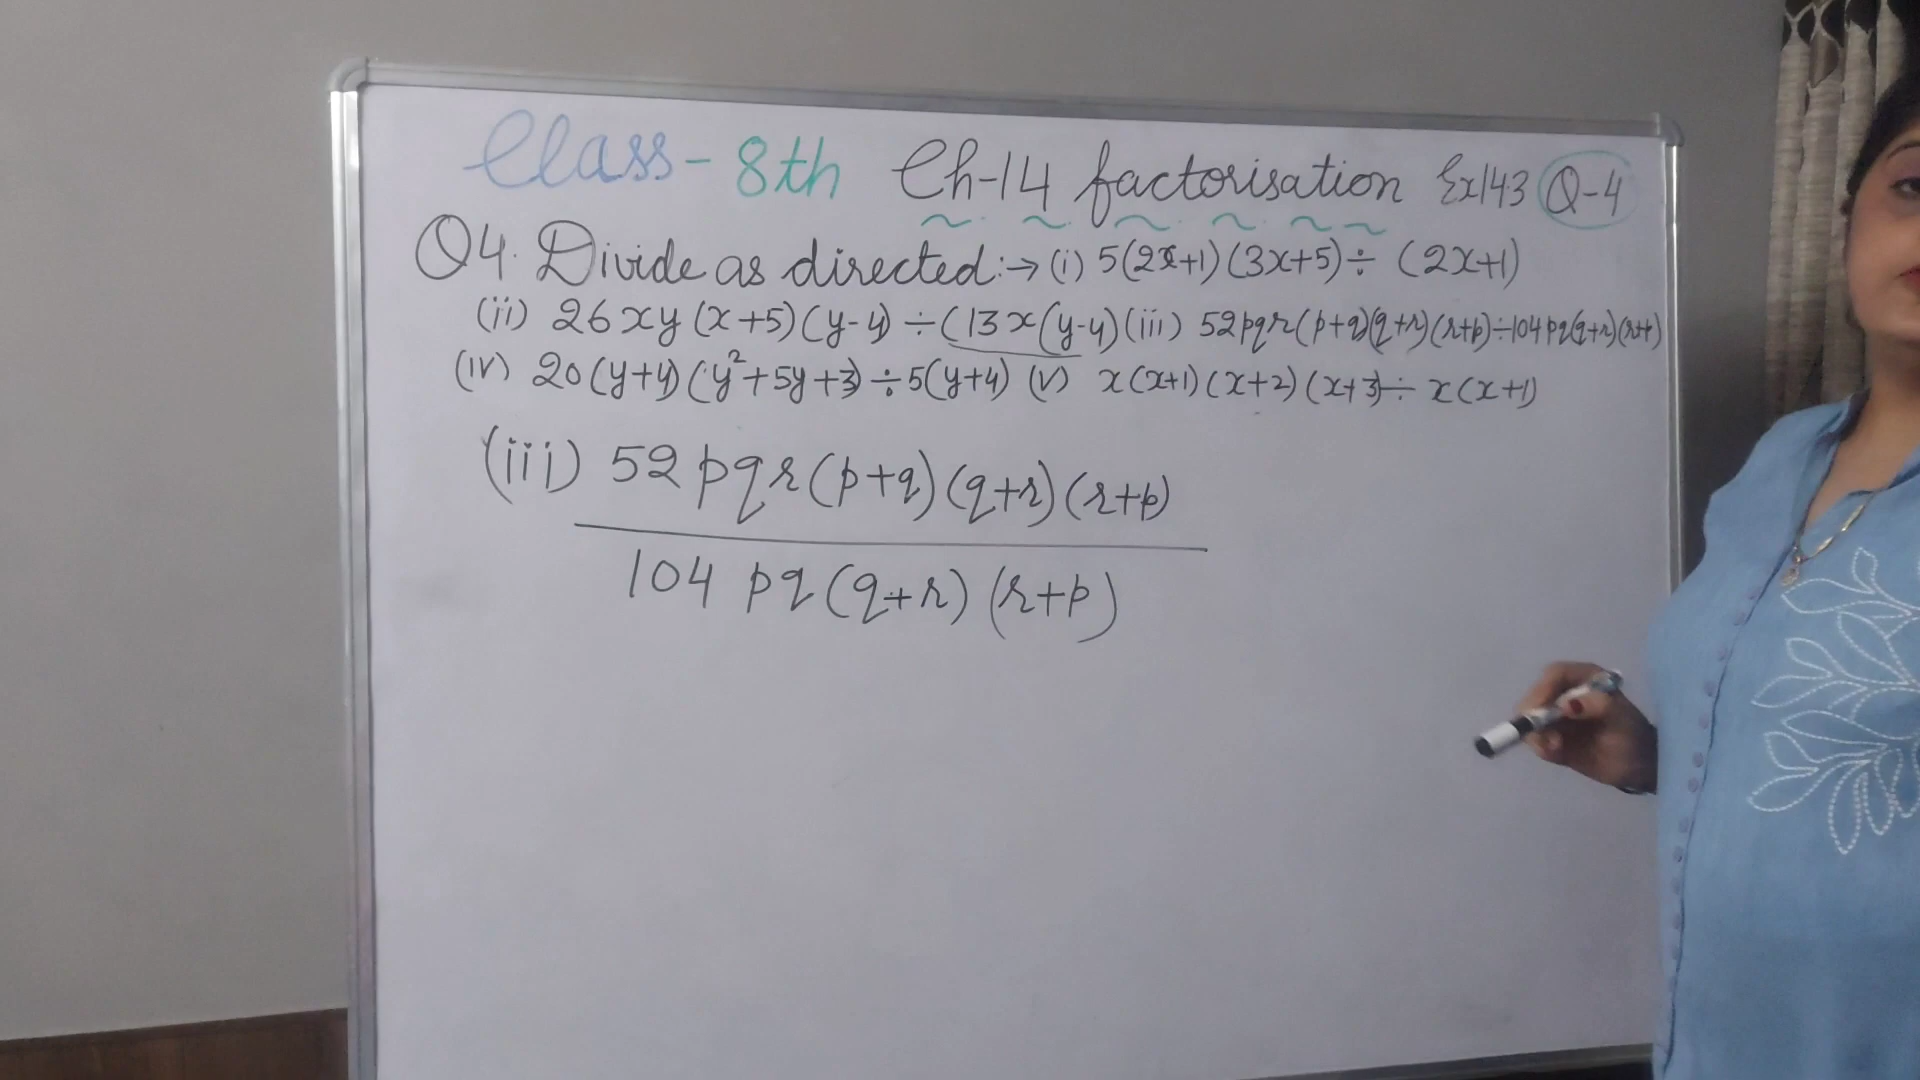 Class-8th Ch-14 factorisation Ex14.3 Q-4
Q4. Divide as directed:→ (i) 5(2x+1)(3x+5)÷ (2x+1)
(ii) 26xy(x+5)(y-4)÷(13x(y-4) (iii) 52pqr(p+q)(q+r)(r+p)÷104pq(q+r)(r+p)
(iv) 20(y+4)(y²+5y+3)÷5(y+4) (v) x(x+1)(x+2)(x+3)÷ x(x+1)
(iii) 52pqr(p+q)(q+r)(r+p)
104 pq(q+r)(r+p)